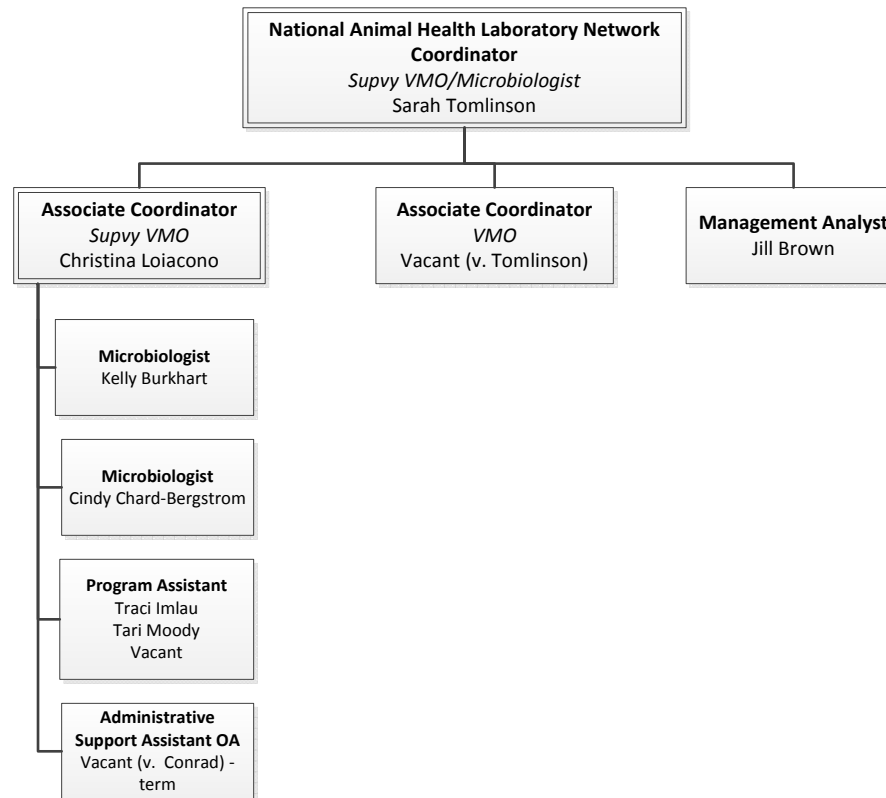 National Animal Health Laboratory Network
Coordinator
Supvy VMO/Microbiologist
Sarah Tomlinson
Associate Coordinator
Supvy VMO
Christina Loiacono
Associate Coordinator
VMO
Vacant (v. Tomlinson)
Management Analyst
Jill Brown
Microbiologist
Kelly Burkhart
Microbiologist
Cindy Chard-Bergstrom
Program Assistant
Traci Imlau
Tari Moody
Vacant
Administrative
Support Assistant OA
Vacant (v. Conrad) -
term